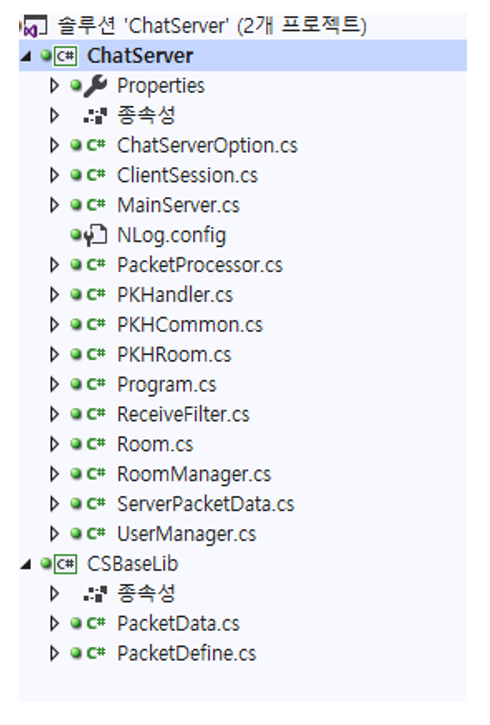 솔루션 'ChatServer' (2개 프로젝트)
C# ChatServer
Properties
종속성
C# ChatServerOption.cs
C# ClientSession.cs
C# MainServer.cs
NLog.config
C# PacketProcessor.cs
C# PKHandler.cs
C# PKHCommon.cs
C# PKHRoom.cs
C# Program.cs
C# ReceiveFilter.cs
C# Room.cs
C# RoomManager.cs
C# ServerPacketData.cs
C# UserManager.cs
C# CSBaseLib
종속성
C# PacketData.cs
C# PacketDefine.cs